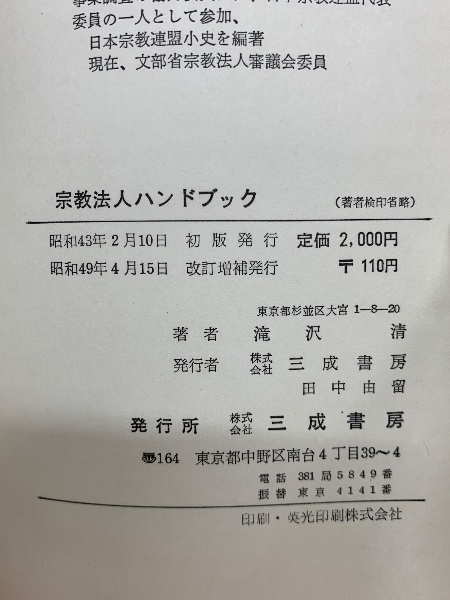 委員の一人として参加、
日本宗教連盟小史を編著
現在、文部省宗教法人審議会委員
宗教法人ハンドブック (著者検印省略)
昭和43年2月10日 初版発行 定価 2,000円
昭和49年4月15日 改訂増補発行 〒 110円
東京都杉並区大宮 1—8—20
著者 滝沢 清
発行者 株式会社 三成書房
田中由留
発行所 株式会社 三成書房
〠164 東京都中野区南台4丁目39〜4
電話 381局5849番
振替 東京 4141番
印刷・英光印刷株式会社